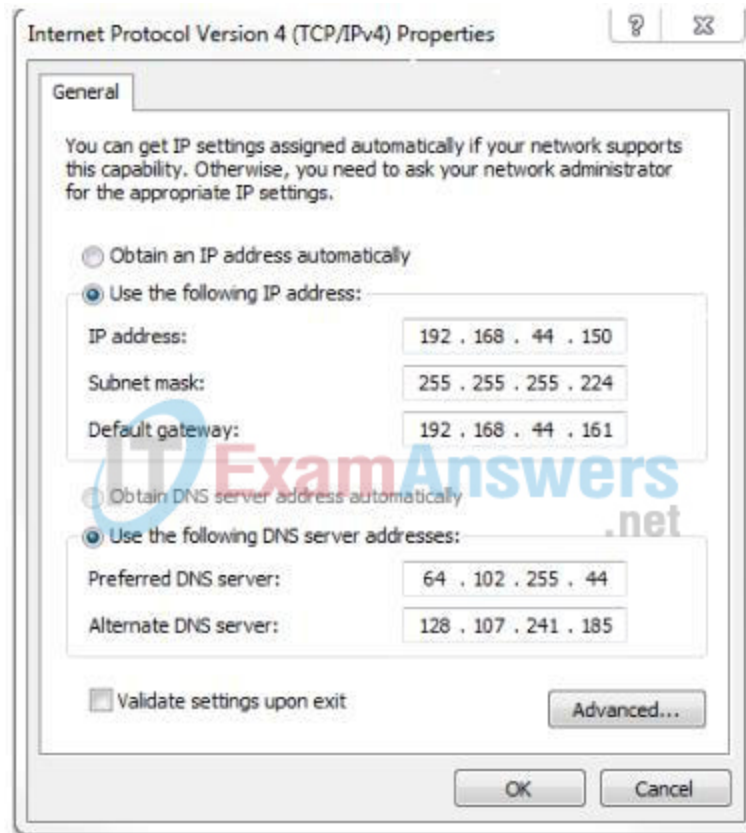 Internet Protocol Version 4 (TCP/IPv4) Properties
General
You can get IP settings assigned automatically if your network supports
this capability. Otherwise, you need to ask your network administrator
for the appropriate IP settings.
Obtain an IP address automatically
Use the following IP address:
IP address: 192 . 168 . 44 . 150
Subnet mask: 255 . 255 . 255 . 224
Default gateway: 192 . 168 . 44 . 161
ITExamAnswers
.net
Obtain DNS server address automatically
Use the following DNS server addresses:
Preferred DNS server: 64 . 102 . 255 . 44
Alternate DNS server: 128 . 107 . 241 . 185
Validate settings upon exit
Advanced...
OK Cancel